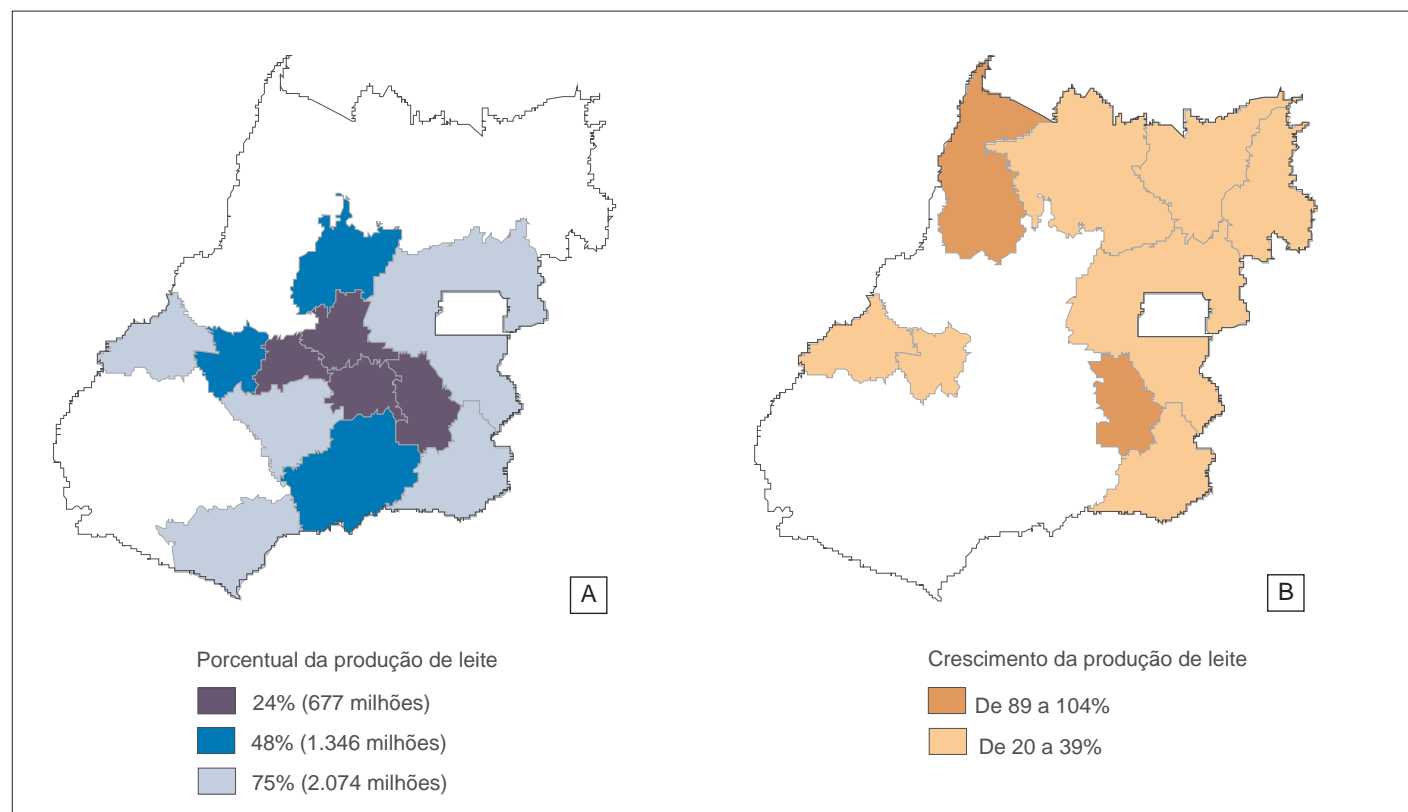 A
B
Porcentual da produção de leite
24% (677 milhões)
48% (1.346 milhões)
75% (2.074 milhões)
Crescimento da produção de leite
De 89 a 104%
De 20 a 39%